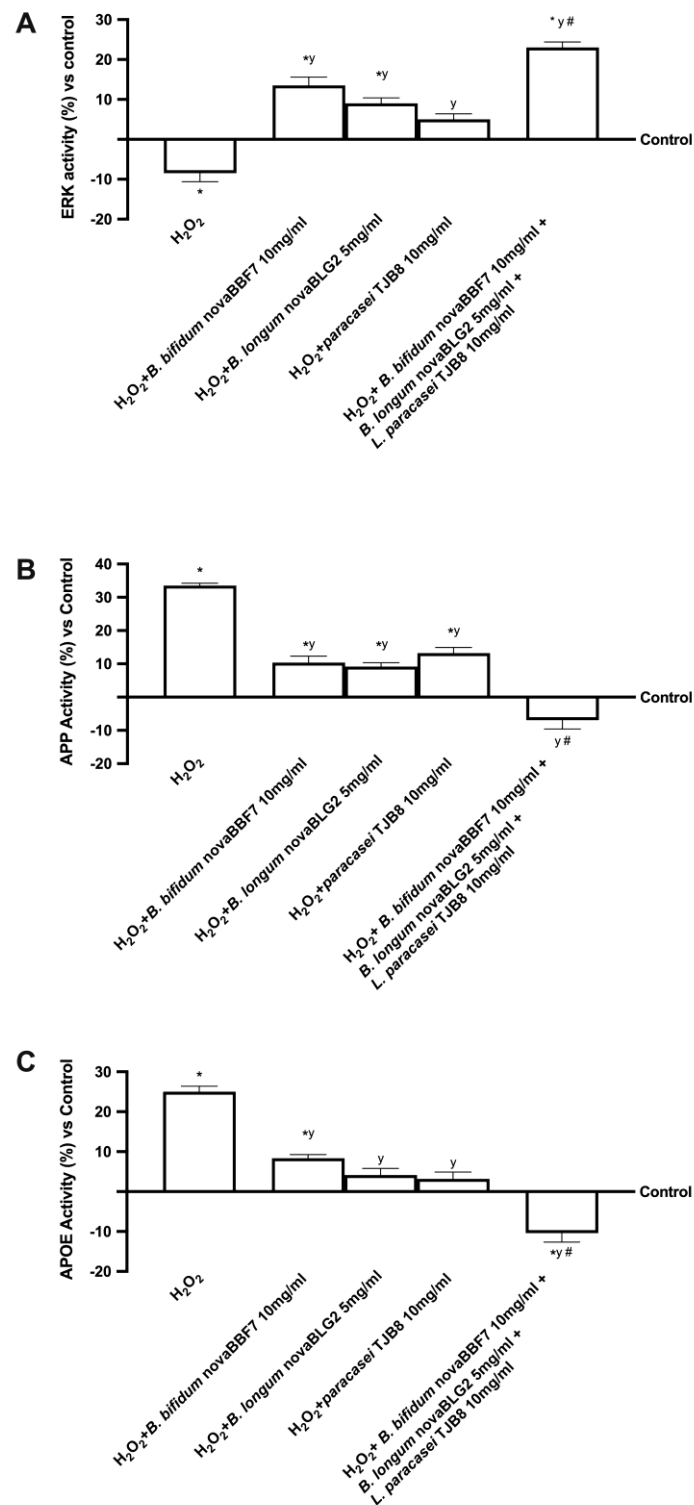 A
ERK activity (%) vs control
30
20
10
-10
-20
*
*y
*y
y
* y #
Control
H₂O₂
H₂O₂+B. bifidum novaBBF7 10mg/ml
H₂O₂+B. longum novaBLG2 5mg/ml
H₂O₂+paracasei TJB8 10mg/ml
H₂O₂+ B. bifidum novaBBF7 10mg/ml +
B. longum novaBLG2 5mg/ml +
L. paracasei TJB8 10mg/ml
B
APP Activity (%) vs Control
40
30
20
10
-10
-20
*
*y
*y
*y
y #
Control
H₂O₂
H₂O₂+B. bifidum novaBBF7 10mg/ml
H₂O₂+B. longum novaBLG2 5mg/ml
H₂O₂+paracasei TJB8 10mg/ml
H₂O₂+ B. bifidum novaBBF7 10mg/ml +
B. longum novaBLG2 5mg/ml +
L. paracasei TJB8 10mg/ml
C
APOE Activity (%) vs Control
30
20
10
-10
-20
*
*y
y
y
*y #
Control
H₂O₂
H₂O₂+B. bifidum novaBBF7 10mg/ml
H₂O₂+B. longum novaBLG2 5mg/ml
H₂O₂+paracasei TJB8 10mg/ml
H₂O₂+ B. bifidum novaBBF7 10mg/ml +
B. longum novaBLG2 5mg/ml +
L. paracasei TJB8 10mg/ml